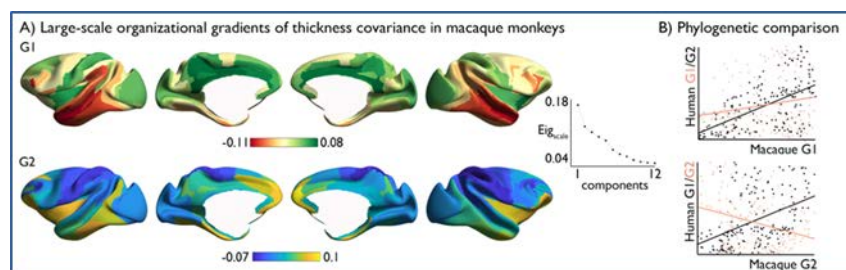 A) Large-scale organizational gradients of thickness covariance in macaque monkeys
G1
-0.11 0.08
G2
-0.07 0.1
0.18
Eig scale
0.04
1 12
components
B) Phylogenetic comparison
Human G1/G2
Macaque G1
Human G1/G2
Macaque G2